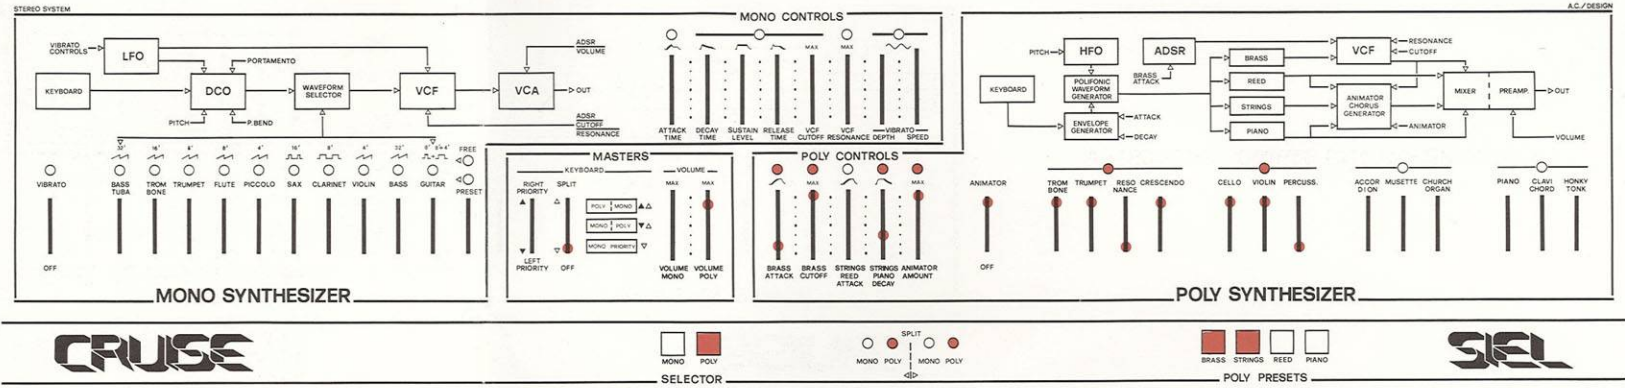 STEREO SYSTEM
A.C./DESIGN
MONO CONTROLS
VIBRATO CONTROLS
LFO
PORTAMENTO
KEYBOARD
DCO
WAVEFORM SELECTOR
VCF
VCA
ADSR
VOLUME
OUT
PITCH
P.BEND
ADSR
CUTOFF
RESONANCE
MAX
MAX
ATTACK TIME
DECAY TIME
SUSTAIN LEVEL
RELEASE TIME
VCF CUTOFF
VCF RESONANCE
VIBRATO
DEPTH
SPEED
PITCH
HFO
ADSR
BRASS ATTACK
KEYBOARD
POLIFONIC WAVEFORM GENERATOR
ENVELOPE GENERATOR
ATTACK
DECAY
BRASS
REED
STRINGS
PIANO
VCF
RESONANCE
CUTOFF
ANIMATOR CHORUS GENERATOR
ANIMATOR
MIXER
PREAMP.
OUT
VOLUME
32' 16' 8' 8' 4' 16' 8' 4' 32' 8' 8'+4'
FREE
PRESET
VIBRATO
BASS TUBA
TROM BONE
TRUMPET
FLUTE
PICCOLO
SAX
CLARINET
VIOLIN
BASS
GUITAR
OFF
MONO SYNTHESIZER
MASTERS
KEYBOARD
VOLUME
RIGHT PRIORITY
SPLIT
MAX
MAX
POLY MONO
MONO POLY
MONO PRIORITY
LEFT PRIORITY
OFF
VOLUME MONO
VOLUME POLY
POLY CONTROLS
MAX
MAX
BRASS ATTACK
BRASS CUTOFF
STRINGS REED ATTACK
STRINGS PIANO DECAY
ANIMATOR AMOUNT
ANIMATOR
OFF
TROM BONE
TRUMPET
RESO NANCE
CRESCENDO
CELLO
VIOLIN
PERCUSS.
ACCOR DION
MUSETTE
CHURCH ORGAN
PIANO
CLAVI CHORD
HONKY TONK
POLY SYNTHESIZER
CRUISE
MONO
POLY
SELECTOR
SPLIT
MONO POLY
MONO POLY
BRASS
STRINGS
REED
PIANO
POLY PRESETS
SIEL